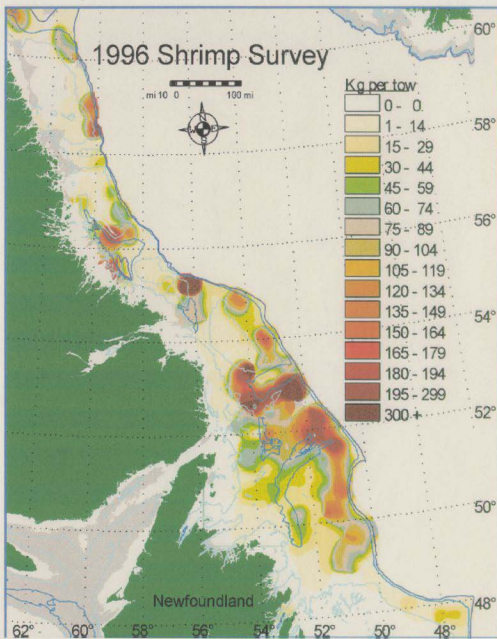 1996 Shrimp Survey
mi 10 0 100 mi
N
W E
S
Kg per tow
0 - 0.
1 - 14
15 - 29
30 - 44
45 - 59
60 - 74
75 - 89
90 - 104
105 - 119
120 - 134
135 - 149
150 - 164
165 - 179
180 - 194
195 - 299
300 +
60°
58°
56°
54°
52°
50°
48°
Newfoundland
62° 60° 58° 56° 54° 52° 50° 48°